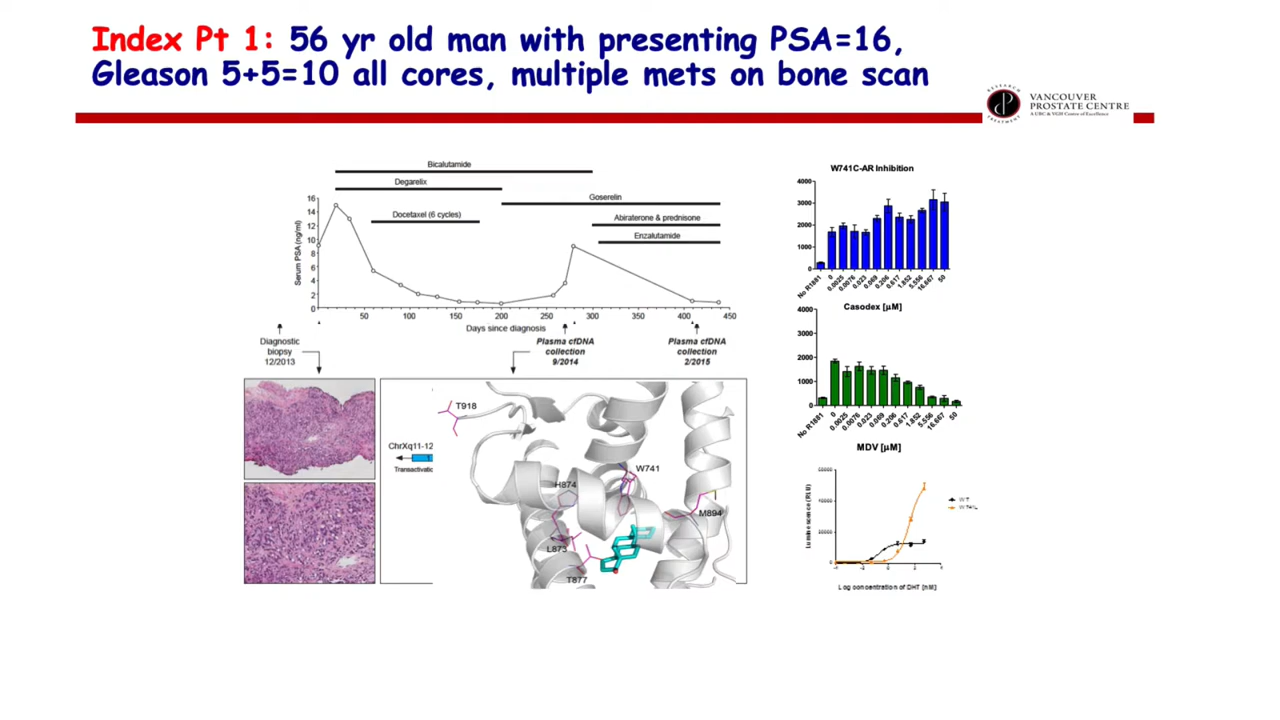 Index Pt 1: 56 yr old man with presenting PSA=16,
Gleason 5+5=10 all cores, multiple mets on bone scan
RESEARCH
TREATMENT
VANCOUVER
PROSTATE CENTRE
A UBC & VGH Centre of Excellence
Bicalutamide
Degarelix
Goserelin
Docetaxel (6 cycles)
Abiraterone & prednisone
Enzalutamide
Serum PSA (ng/ml)
16
14
12
10
8
6
4
2
0
50 100 150 200 250 300 350 400 450
Days since diagnosis
Diagnostic
biopsy
12/2013
Plasma cfDNA
collection
9/2014
Plasma cfDNA
collection
2/2015
ChrXq11-12
1
Transactivatio
T918
W741
H874
M894
L873
T877
W741C-AR Inhibition
4000
3000
2000
1000
0
No R1881 0 0.0025 0.0076 0.023 0.069 0.206 0.617 1.852 5.556 16.667 50
Casodex [µM]
4000
3000
2000
1000
0
No R1881 0 0.0025 0.0076 0.023 0.069 0.206 0.617 1.852 5.556 16.667 50
MDV [µM]
Luminescence (RLU)
Log concentration of DHT [nM]